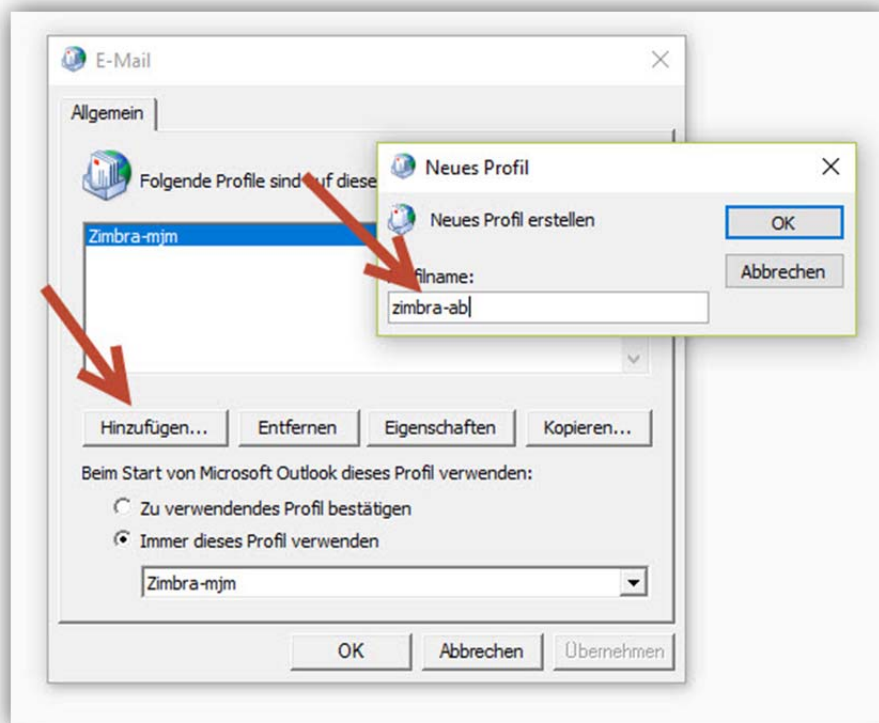 E-Mail
Allgemein
Folgende Profile sind auf diese
Zimbra-mjm
Neues Profil
Neues Profil erstellen
OK
Abbrechen
filname:
zimbra-ab
Hinzufügen...
Entfernen
Eigenschaften
Kopieren...
Beim Start von Microsoft Outlook dieses Profil verwenden:
Zu verwendendes Profil bestätigen
Immer dieses Profil verwenden
Zimbra-mjm
OK
Abbrechen
Übernehmen